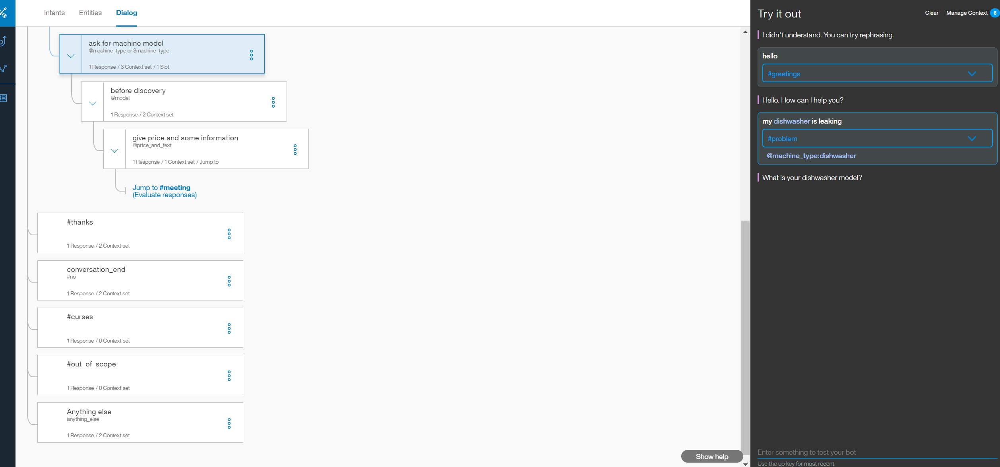 Intents Entities Dialog
ask for machine model
@machine_type or $machine_type
1 Response / 3 Context set / 1 Slot
before discovery
@model
1 Response / 2 Context set
give price and some information
@price_and_text
1 Response / 1 Context set / Jump to
Jump to #meeting
(Evaluate responses)
#thanks
1 Response / 2 Context set
conversation_end
#no
1 Response / 2 Context set
#curses
1 Response / 0 Context set
#out_of_scope
1 Response / 0 Context set
Anything else
anything_else
1 Response / 2 Context set
Show help
Try it out
Clear Manage Context 6
I didn't understand. You can try rephrasing.
hello
#greetings
Hello. How can I help you?
my dishwasher is leaking
#problem
@machine_type:dishwasher
What is your dishwasher model?
Enter something to test your bot
Use the up key for most recent